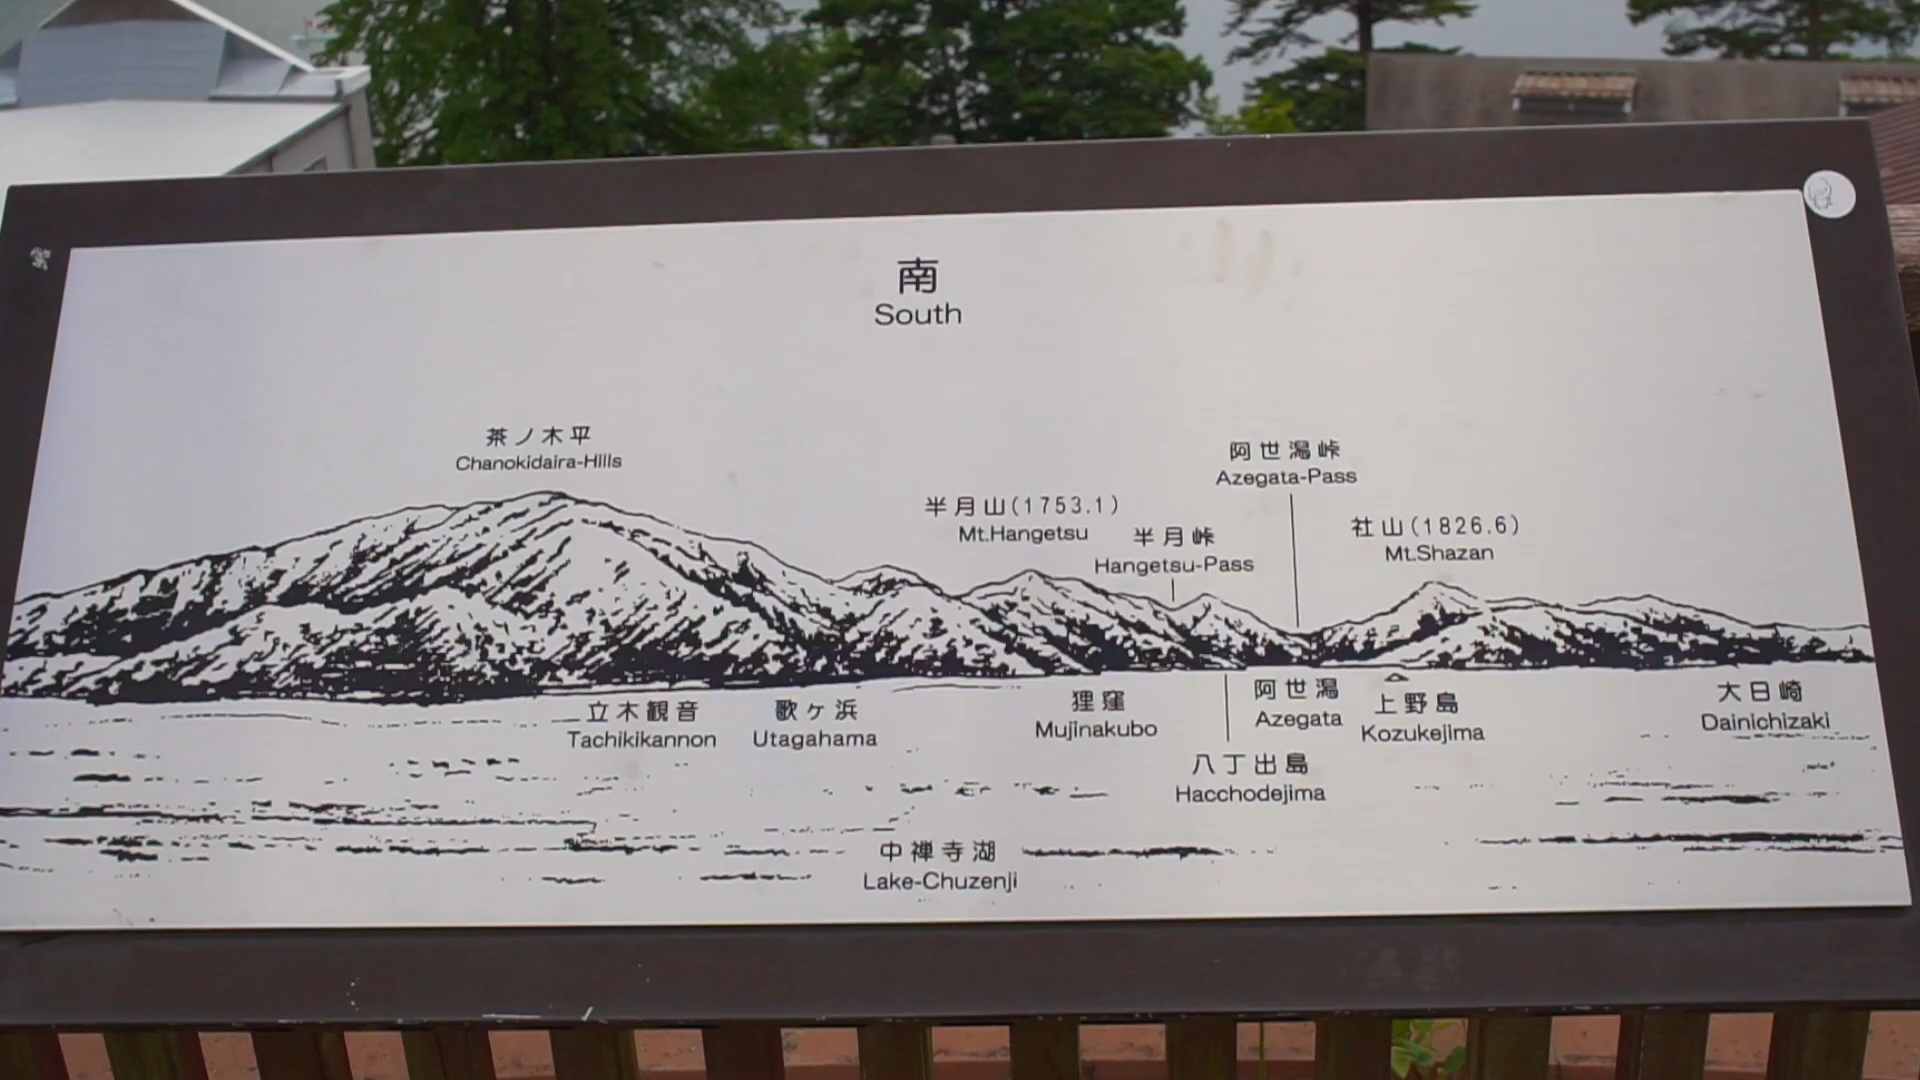 南
South
茶ノ木平
Chanokidaira-Hills
半月山(1753.1)
Mt.Hangetsu
半月峠
Hangetsu-Pass
阿世潟峠
Azegata-Pass
社山(1826.6)
Mt.Shazan
立木観音
Tachikikannon
歌ヶ浜
Utagahama
狸窪
Mujinakubo
阿世潟
Azegata
上野島
Kozukejima
大日崎
Dainichizaki
八丁出島
Hacchodejima
中禅寺湖
Lake-Chuzenji